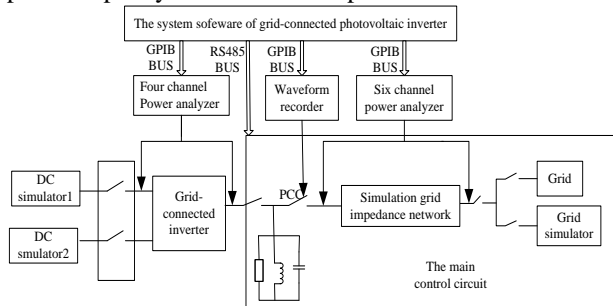 The system sofeware of grid-connected photovoltaic inverter
GPIB
BUS
RS485
BUS
GPIB
BUS
GPIB
BUS
Four channel
Power analyzer
Waveform
recorder
Six channel
power analyzer
DC
simulator1
DC
smulator2
Grid-
connected
inverter
PCC
Simulation grid
impedance network
Grid
Grid
simulator
The main
control circuit